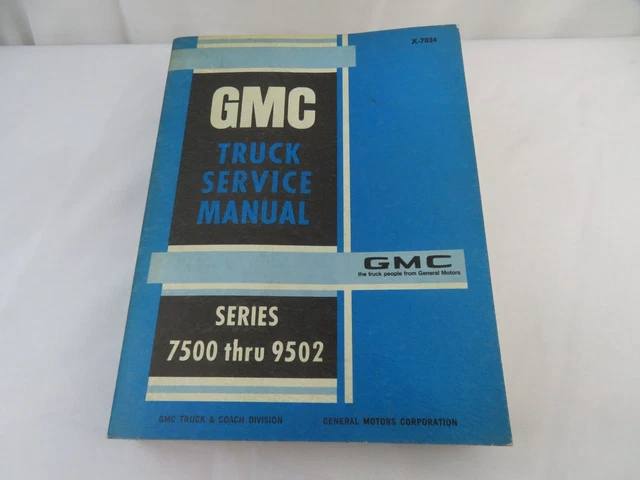 X-7034
GMC
TRUCK
SERVICE
MANUAL
GMC
the truck people from General Motors
SERIES
7500 thru 9502
GMC TRUCK & COACH DIVISION
GENERAL MOTORS CORPORATION